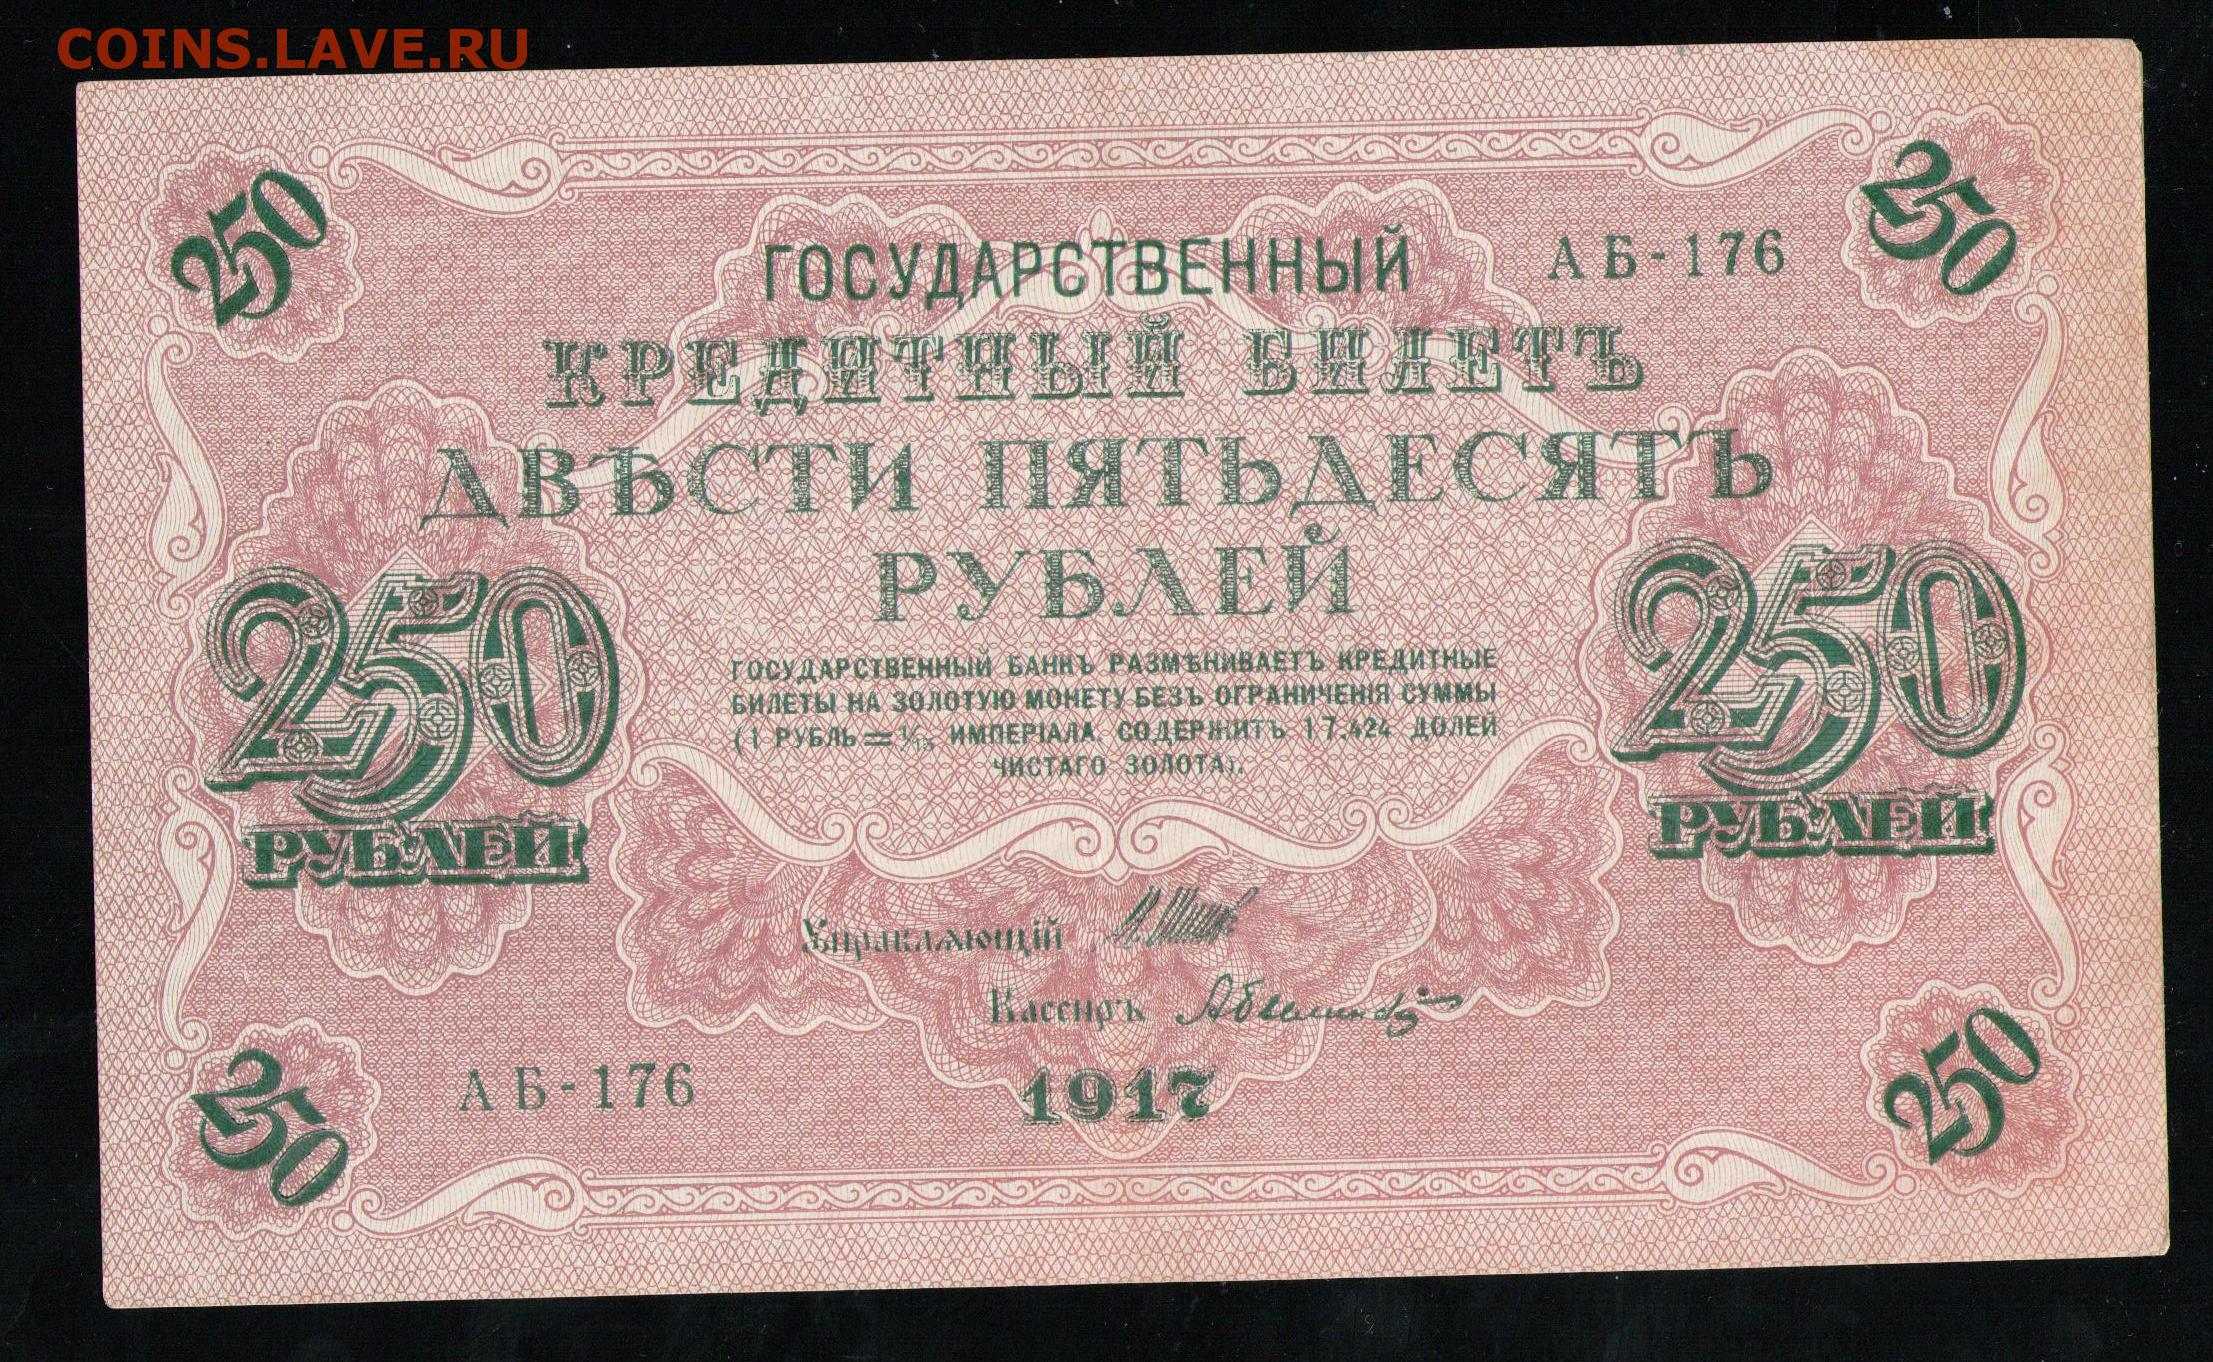 COINS.LAVE.RU
250
250
ГОСУДАРСТВЕННЫЙ
АБ-176
КРЕДИТНЫЙ БИЛЕТЪ
ДВѢСТИ ПЯТЬДЕСЯТЪ
РУБЛЕЙ
250
РУБЛЕЙ
250
РУБЛЕЙ
ГОСУДАРСТВЕННЫЙ БАНКЪ РАЗМѢНИВАЕТЪ КРЕДИТНЫЕ
БИЛЕТЫ НА ЗОЛОТУЮ МОНЕТУ БЕЗЪ ОГРАНИЧЕНІЯ СУММЫ
(1 РУБЛЬ = 1/15 ИМПЕРІАЛА. СОДЕРЖИТЪ 17.424 ДОЛЕЙ
ЧИСТАГО ЗОЛОТА).
Управляющій
Кассиръ
АБ-176
1917
250
250